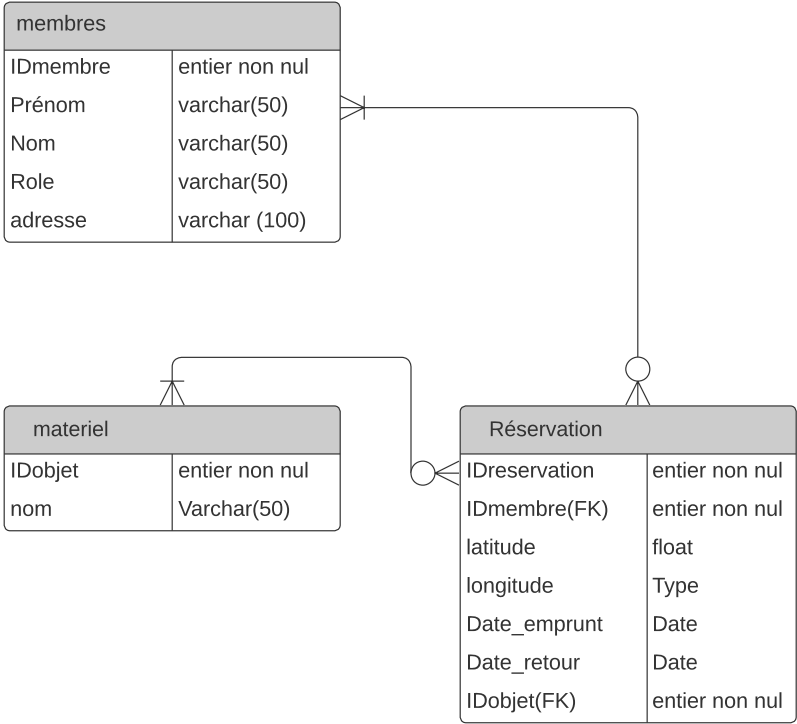 membres
IDmembre entier non nul
Prénom varchar(50)
Nom varchar(50)
Role varchar(50)
adresse varchar (100)
materiel
IDobjet entier non nul
nom Varchar(50)
Réservation
IDreservation entier non nul
IDmembre(FK) entier non nul
latitude float
longitude Type
Date_emprunt Date
Date_retour Date
IDobjet(FK) entier non nul